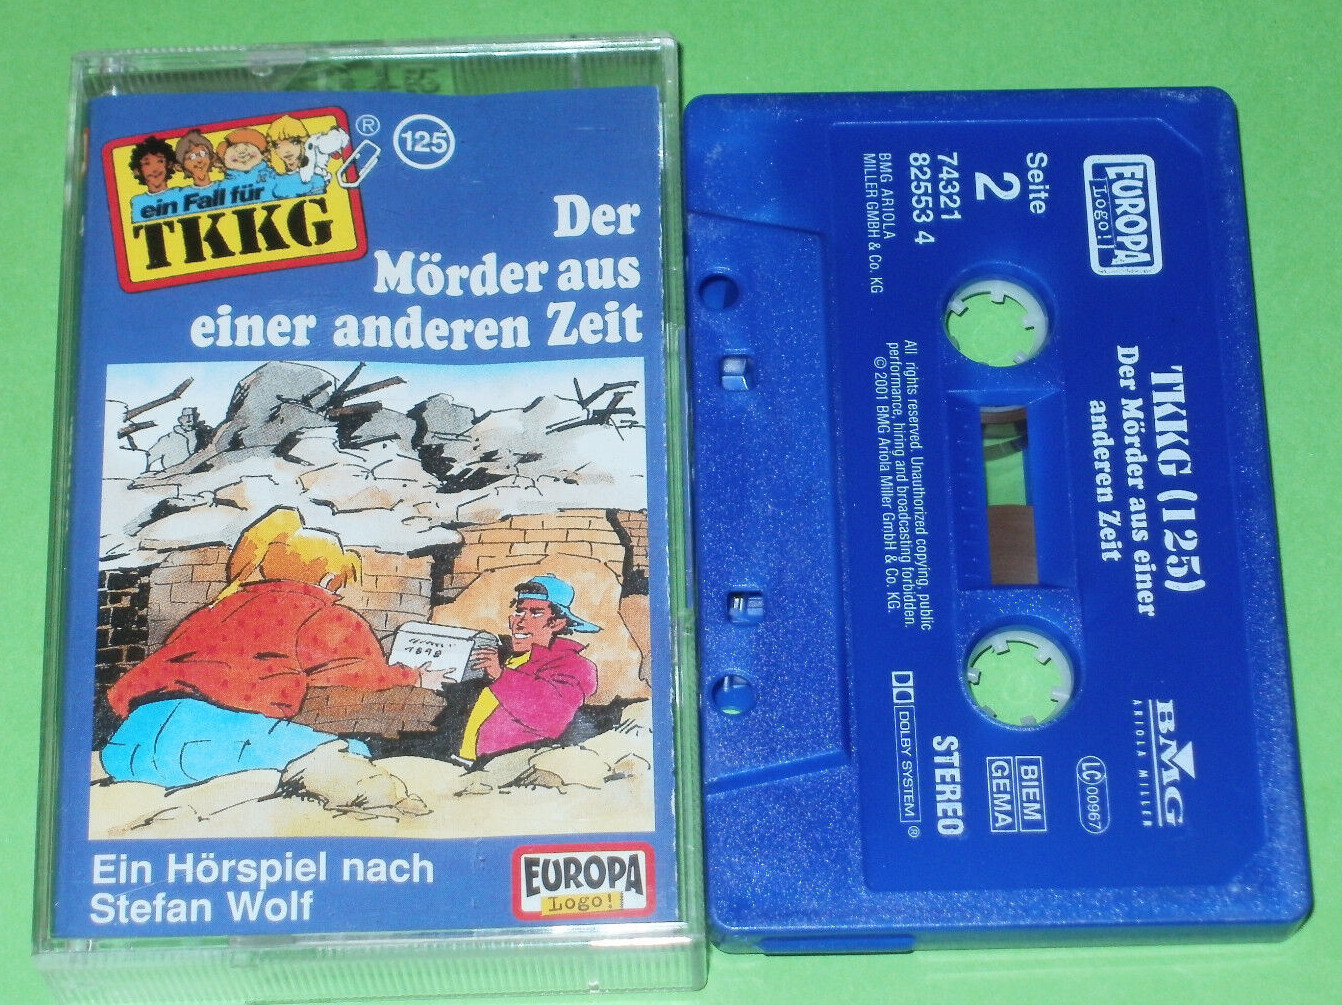 ein Fall für
TKKG
®
125
Der
Mörder aus
einer anderen Zeit
1898
Ein Hörspiel nach
Stefan Wolf
EUROPA
Logo!
EUROPA
Logo!
TKKG (125)
Der Mörder aus einer
anderen Zeit
BMG
ARIOLA MILLER
Seite
2
74321
82553 4
BMG ARIOLA
MILLER GMBH & Co. KG
All rights reserved. Unauthorized copying, public
performance, hiring and broadcasting forbidden.
© 2001 BMG Ariola Miller GmbH & Co. KG.
LC 00967
BIEM
GEMA
STEREO
DOLBY SYSTEM ®